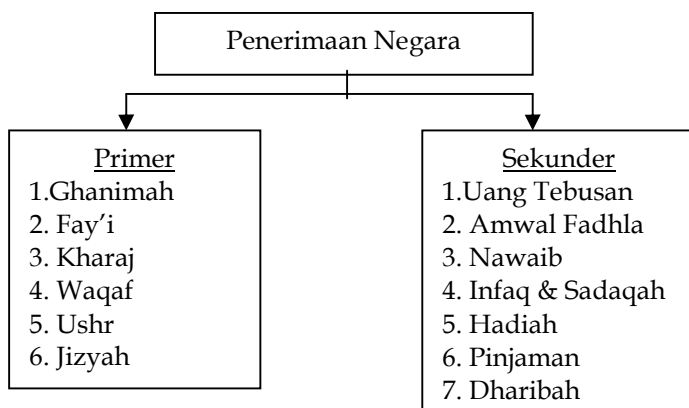 Penerimaan Negara
Primer
1.Ghanimah
2. Fay’i
3. Kharaj
4. Waqaf
5. Ushr
6. Jizyah
Sekunder
1.Uang Tebusan
2. Amwal Fadhla
3. Nawaib
4. Infaq & Sadaqah
5. Hadiah
6. Pinjaman
7. Dharibah